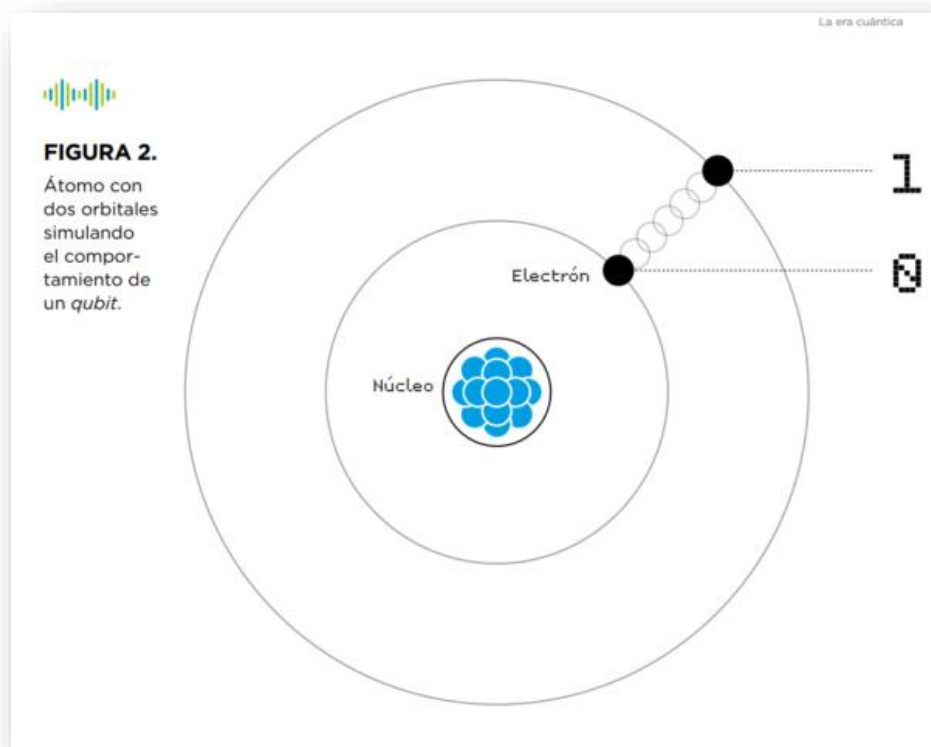 La era cuántica
FIGURA 2.
Átomo con
dos orbitales
simulando
el compor-
tamiento de
un qubit.
1
Electrón
0
Núcleo